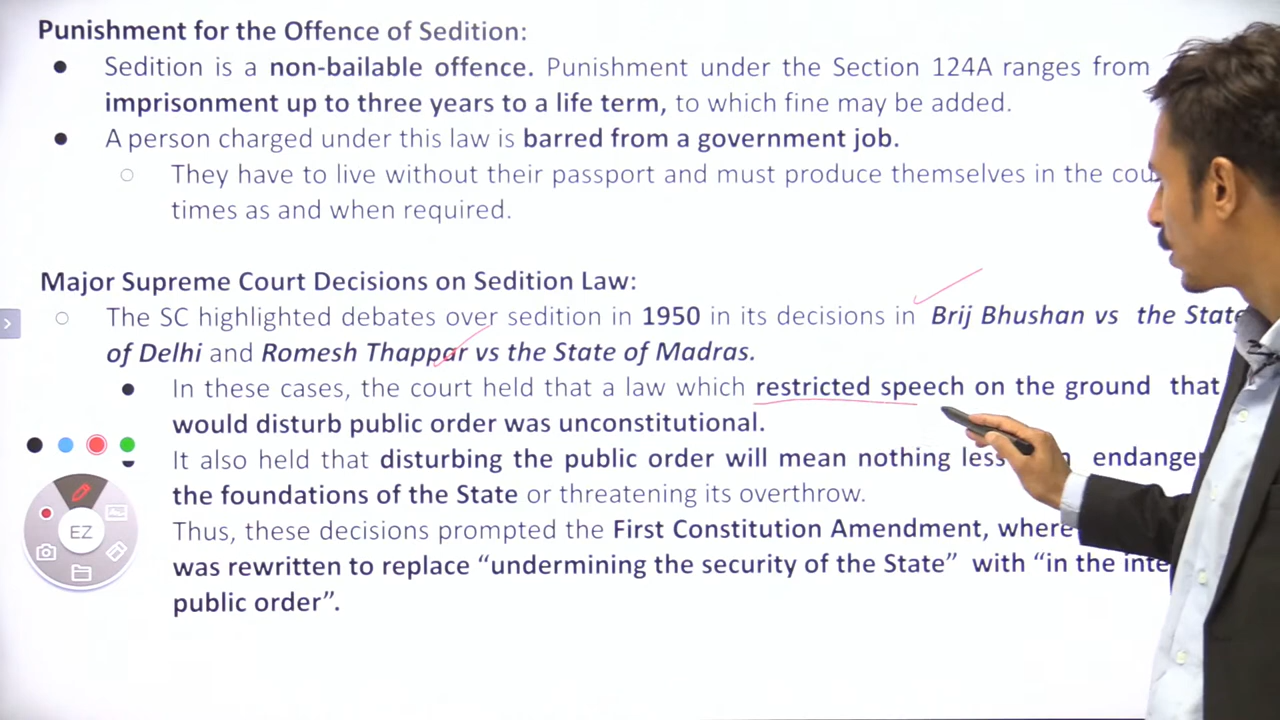 Punishment for the Offence of Sedition:
● Sedition is a non-bailable offence. Punishment under the Section 124A ranges from
imprisonment up to three years to a life term, to which fine may be added.
● A person charged under this law is barred from a government job.
○ They have to live without their passport and must produce themselves in the
times as and when required.
Major Supreme Court Decisions on Sedition Law:
○ The SC highlighted debates over sedition in 1950 in its decisions in Brij Bhushan vs the State
of Delhi and Romesh Thappar vs the State of Madras.
● In these cases, the court held that a law which restricted speech on the ground that
would disturb public order was unconstitutional.
It also held that disturbing the public order will mean nothing less
the foundations of the State or threatening its overthrow.
Thus, these decisions prompted the First Constitution Amendment, where
was rewritten to replace “undermining the security of the State” with “in the
public order”.
EZ